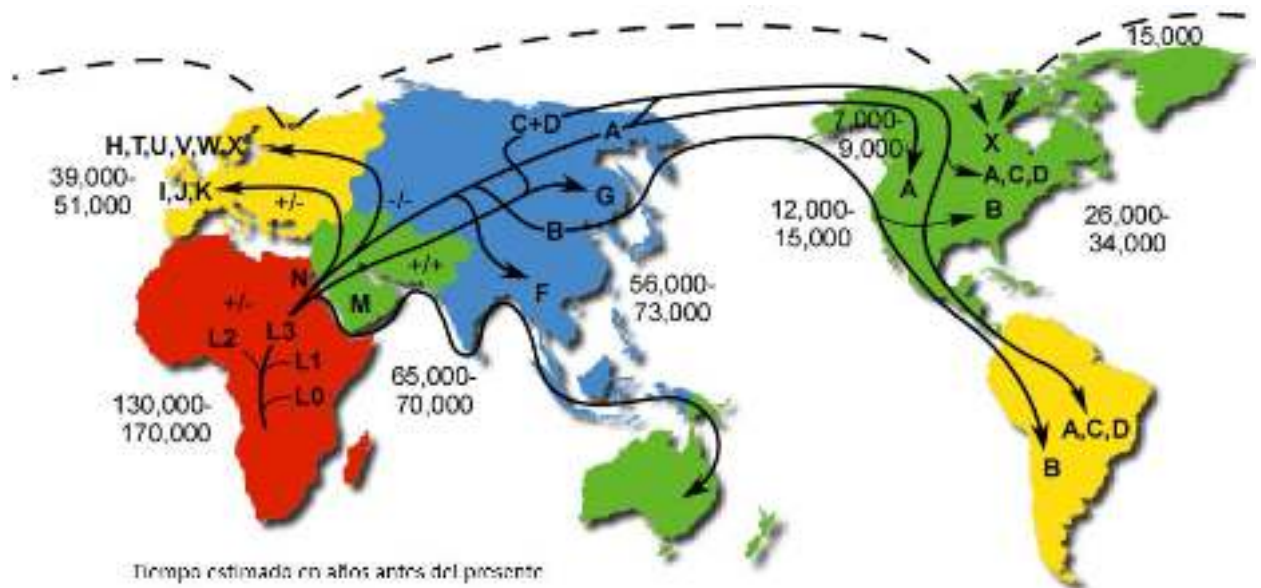 15,000
C+D
A
7,000-
9,000
X
H,T,U,V,W,X
39,000-
51,000
I,J,K
+/-
-/-
G
B
A
A,C,D
B
12,000-
15,000
26,000-
34,000
N
+/+
M
F
56,000-
73,000
+/-
L3
L2
L1
L0
65,000-
70,000
130,000-
170,000
A,C,D
B
Tiempo estimado en años antes del presente